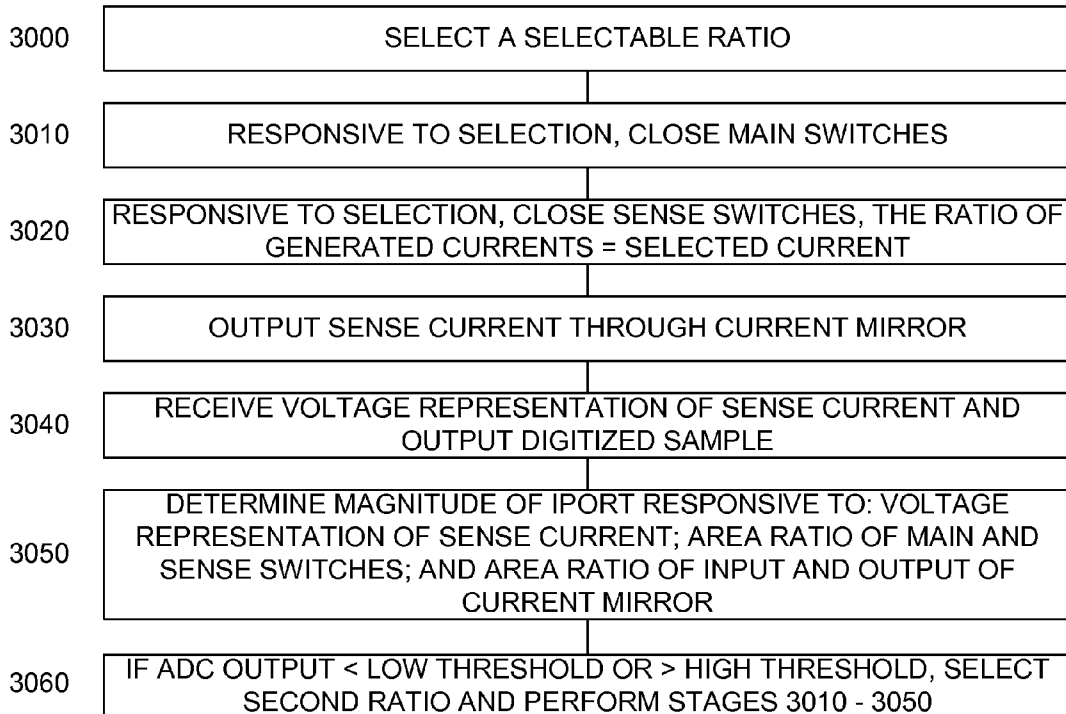 3000
SELECT A SELECTABLE RATIO
3010
RESPONSIVE TO SELECTION, CLOSE MAIN SWITCHES
3020
RESPONSIVE TO SELECTION, CLOSE SENSE SWITCHES, THE RATIO OF
GENERATED CURRENTS = SELECTED CURRENT
3030
OUTPUT SENSE CURRENT THROUGH CURRENT MIRROR
3040
RECEIVE VOLTAGE REPRESENTATION OF SENSE CURRENT AND
OUTPUT DIGITIZED SAMPLE
3050
DETERMINE MAGNITUDE OF IPORT RESPONSIVE TO: VOLTAGE
REPRESENTATION OF SENSE CURRENT; AREA RATIO OF MAIN AND
SENSE SWITCHES; AND AREA RATIO OF INPUT AND OUTPUT OF
CURRENT MIRROR
3060
IF ADC OUTPUT < LOW THRESHOLD OR > HIGH THRESHOLD, SELECT
SECOND RATIO AND PERFORM STAGES 3010 - 3050